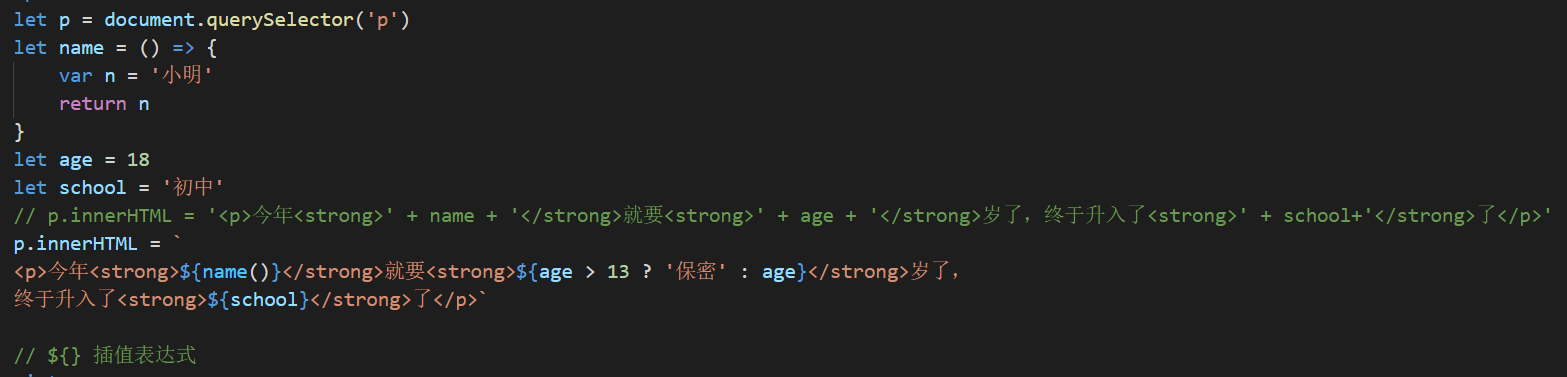 let p = document.querySelector('p')
let name = () => {
    var n = '小明'
    return n
}
let age = 18
let school = '初中'
// p.innerHTML = '<p>今年<strong>' + name + '</strong>就要<strong>' + age + '</strong>岁了，终于升入了<strong>' + school+'</strong>了</p>'
p.innerHTML = `
<p>今年<strong>${name()}</strong>就要<strong>${age > 13 ? '保密' : age}</strong>岁了，
终于升入了<strong>${school}</strong>了</p>`
// ${} 插值表达式